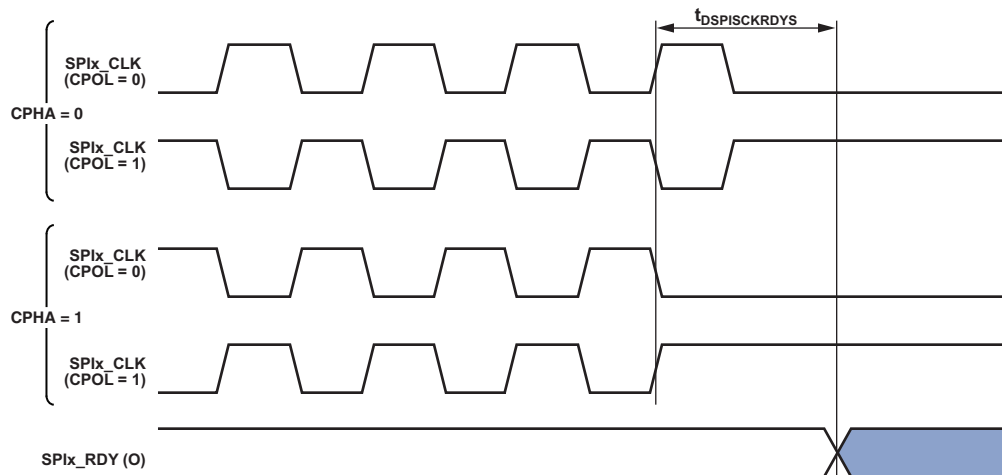 tDSPISCKRDYS
SPIx_CLK
(CPOL = 0)
CPHA = 0
SPIx_CLK
(CPOL = 1)
SPIx_CLK
(CPOL = 0)
CPHA = 1
SPIx_CLK
(CPOL = 1)
SPIx_RDY (O)